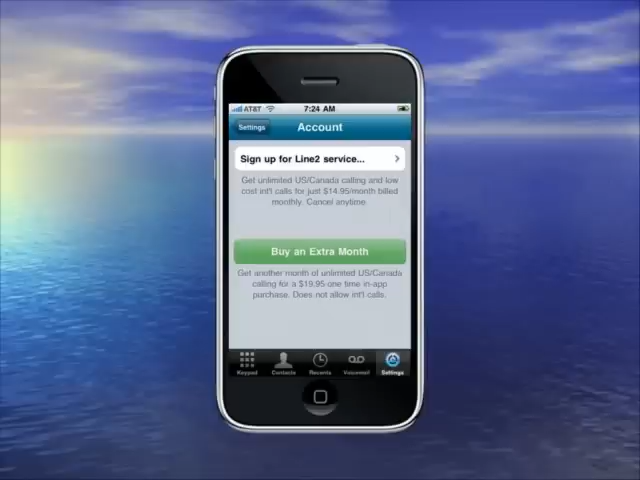 AT&T 7:24 AM
Settings Account
Sign up for Line2 service...
Get unlimited US/Canada calling and low
cost int'l calls for just $14.95/month billed
monthly. Cancel anytime.
Buy an Extra Month
Get another month of unlimited US/Canada
calling for a $19.95 one time in-app
purchase. Does not allow int'l calls.
Keypad Contacts Recents Voicemail Settings